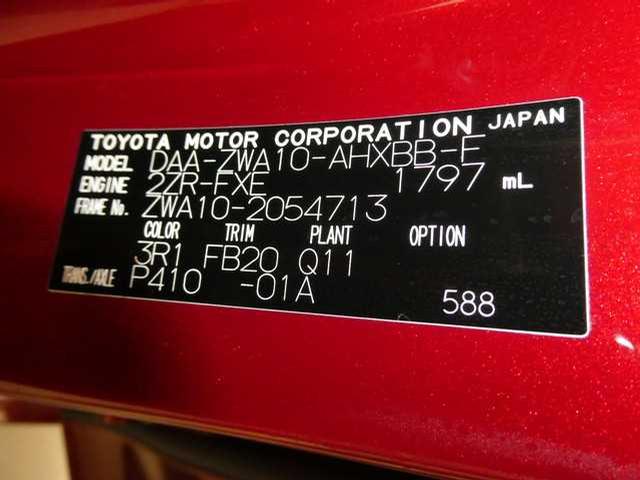 TOYOTA MOTOR CORPORATION JAPAN
MODEL DAA-ZWA10-AHXBB-E
ENGINE 2ZR-FXE 1797 mL
FRAME No. ZWA10-2054713
COLOR TRIM PLANT OPTION
3R1 FB20 Q11
TRANS./AXLE P410 -01A
588